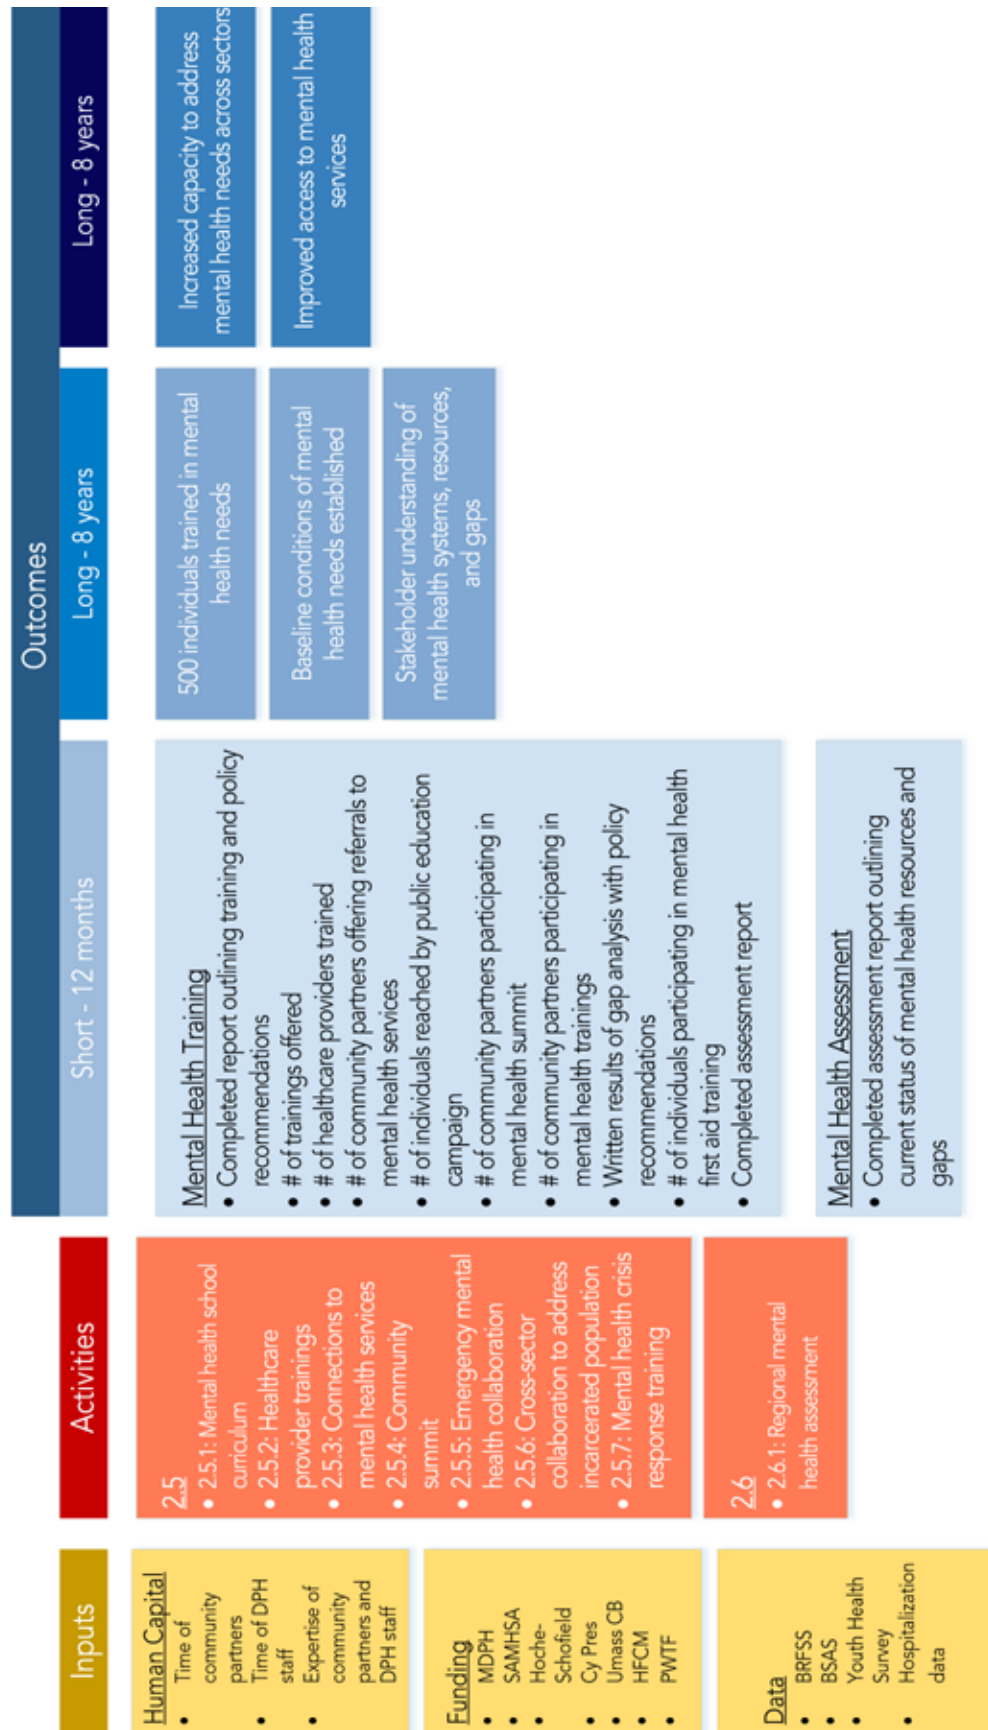 Outcomes
Inputs
Activities
Short - 12 months
Long - 8 years
Long - 8 years
Human Capital
• Time of
community
partners
• Time of DPH
staff
• Expertise of
community
partners and
DPH staff
Funding
• MDPH
• SAMHSA
• Hoche-
Schofield
• Cy Pres
• Umass CB
• HFCM
• PWTF
Data
• BRFSS
• BSAS
• Youth Health
Survey
• Hospitalization
data
2.5
• 2.5.1: Mental health school
curriculum
• 2.5.2: Healthcare
provider trainings
• 2.5.3: Connections to
mental health services
• 2.5.4: Community
summit
• 2.5.5: Emergency mental
health collaboration
• 2.5.6: Cross-sector
collaboration to address
incarcerated population
• 2.5.7: Mental health crisis
response training
2.6
• 2.6.1: Regional mental
health assessment
Mental Health Training
• Completed report outlining training and policy
recommendations
• # of trainings offered
• # of healthcare providers trained
• # of community partners offering referrals to
mental health services
• # of individuals reached by public education
campaign
• # of community partners participating in
mental health summit
• # of community partners participating in
mental health trainings
• Written results of gap analysis with policy
recommendations
• # of individuals participating in mental health
first aid training
• Completed assessment report
Mental Health Assessment
• Completed assessment report outlining
current status of mental health resources and
gaps
500 individuals trained in mental
health needs
Baseline conditions of mental
health needs established
Stakeholder understanding of
mental health systems, resources,
and gaps
Increased capacity to address
mental health needs across sectors
Improved access to mental health
services